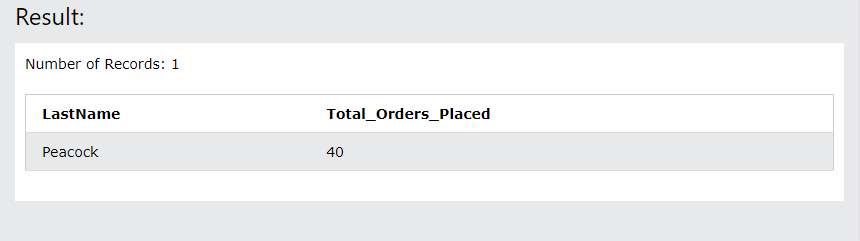 Result:
Number of Records: 1
LastName Total_Orders_Placed
Peacock 40